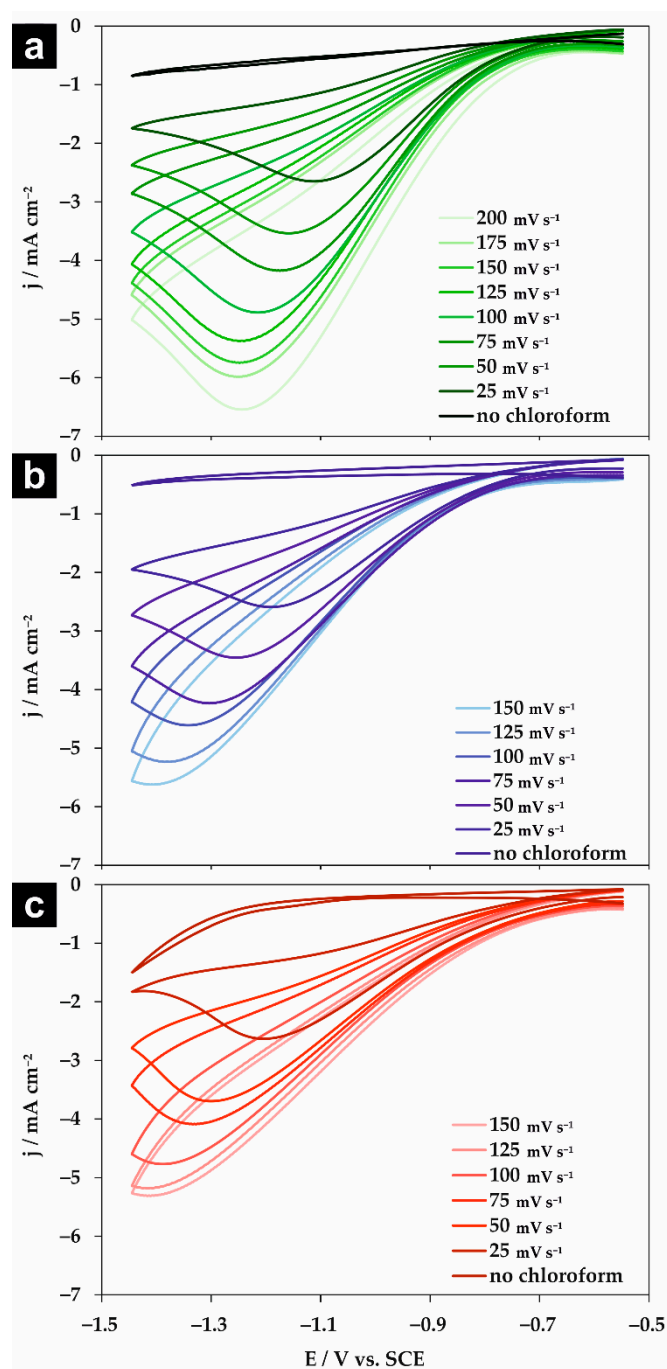 a
0
−1
−2
−3
−4
−5
−6
−7
j / mA cm⁻²
200 mV s⁻¹
175 mV s⁻¹
150 mV s⁻¹
125 mV s⁻¹
100 mV s⁻¹
75 mV s⁻¹
50 mV s⁻¹
25 mV s⁻¹
no chloroform
b
0
−1
−2
−3
−4
−5
−6
−7
j / mA cm⁻²
150 mV s⁻¹
125 mV s⁻¹
100 mV s⁻¹
75 mV s⁻¹
50 mV s⁻¹
25 mV s⁻¹
no chloroform
c
0
−1
−2
−3
−4
−5
−6
−7
j / mA cm⁻²
150 mV s⁻¹
125 mV s⁻¹
100 mV s⁻¹
75 mV s⁻¹
50 mV s⁻¹
25 mV s⁻¹
no chloroform
−1.5 −1.3 −1.1 −0.9 −0.7 −0.5
E / V vs. SCE